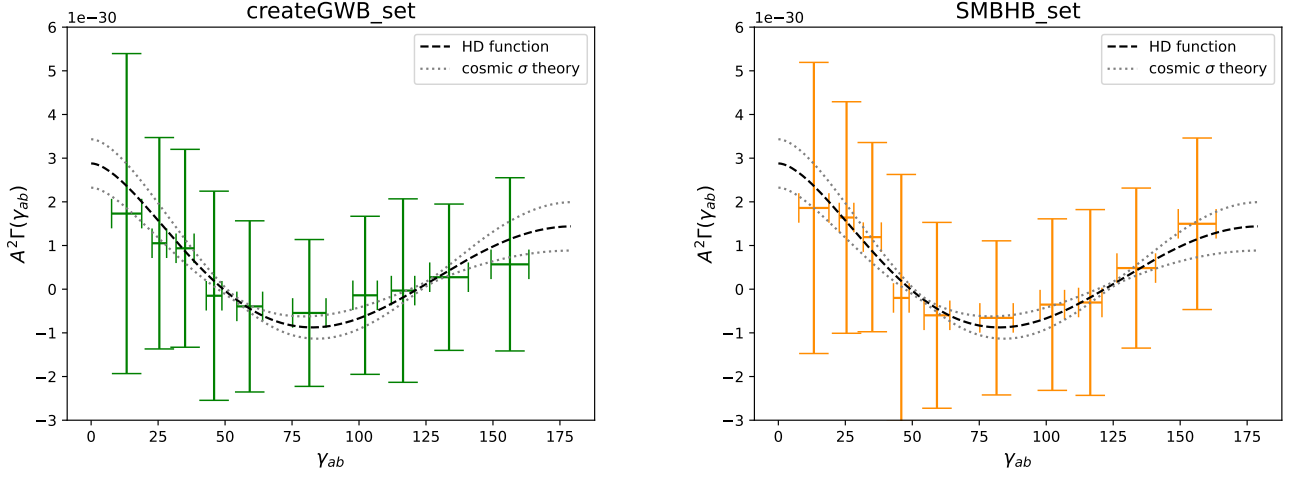 createGWB_set
1e−30
HD function
cosmic σ theory
6
5
4
3
2
1
0
−1
−2
−3
A²Γ(γab)
0 25 50 75 100 125 150 175
γab
SMBHB_set
1e−30
HD function
cosmic σ theory
6
5
4
3
2
1
0
−1
−2
−3
A²Γ(γab)
0 25 50 75 100 125 150 175
γab